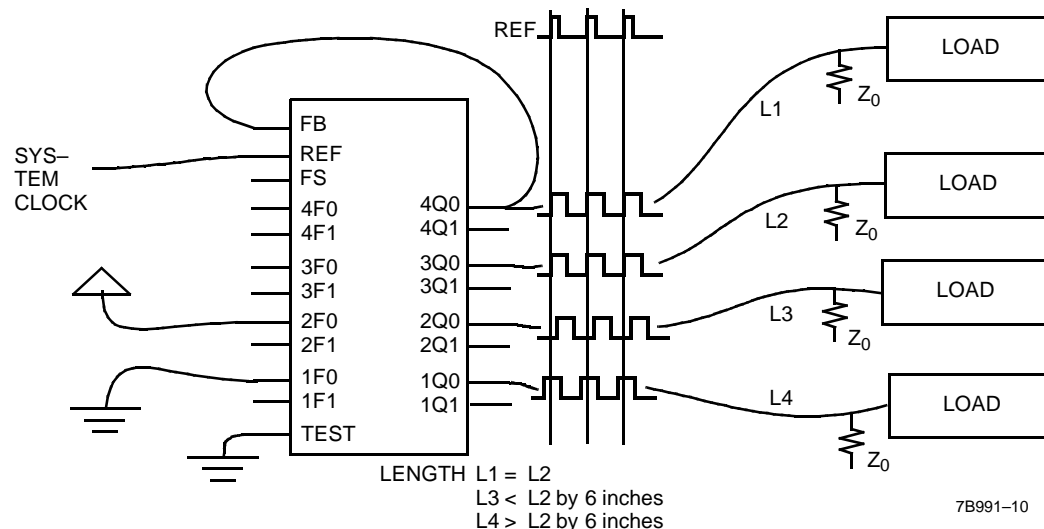 REF
LOAD
Z0
L1
FB
SYS–
TEM
CLOCK
REF
FS
4F0
4F1
3F0
3F1
2F0
2F1
1F0
1F1
TEST
4Q0
4Q1
3Q0
3Q1
2Q0
2Q1
1Q0
1Q1
L2
LOAD
Z0
L3
LOAD
Z0
L4
LOAD
Z0
LENGTH L1 = L2
L3 < L2 by 6 inches
L4 > L2 by 6 inches
7B991–10